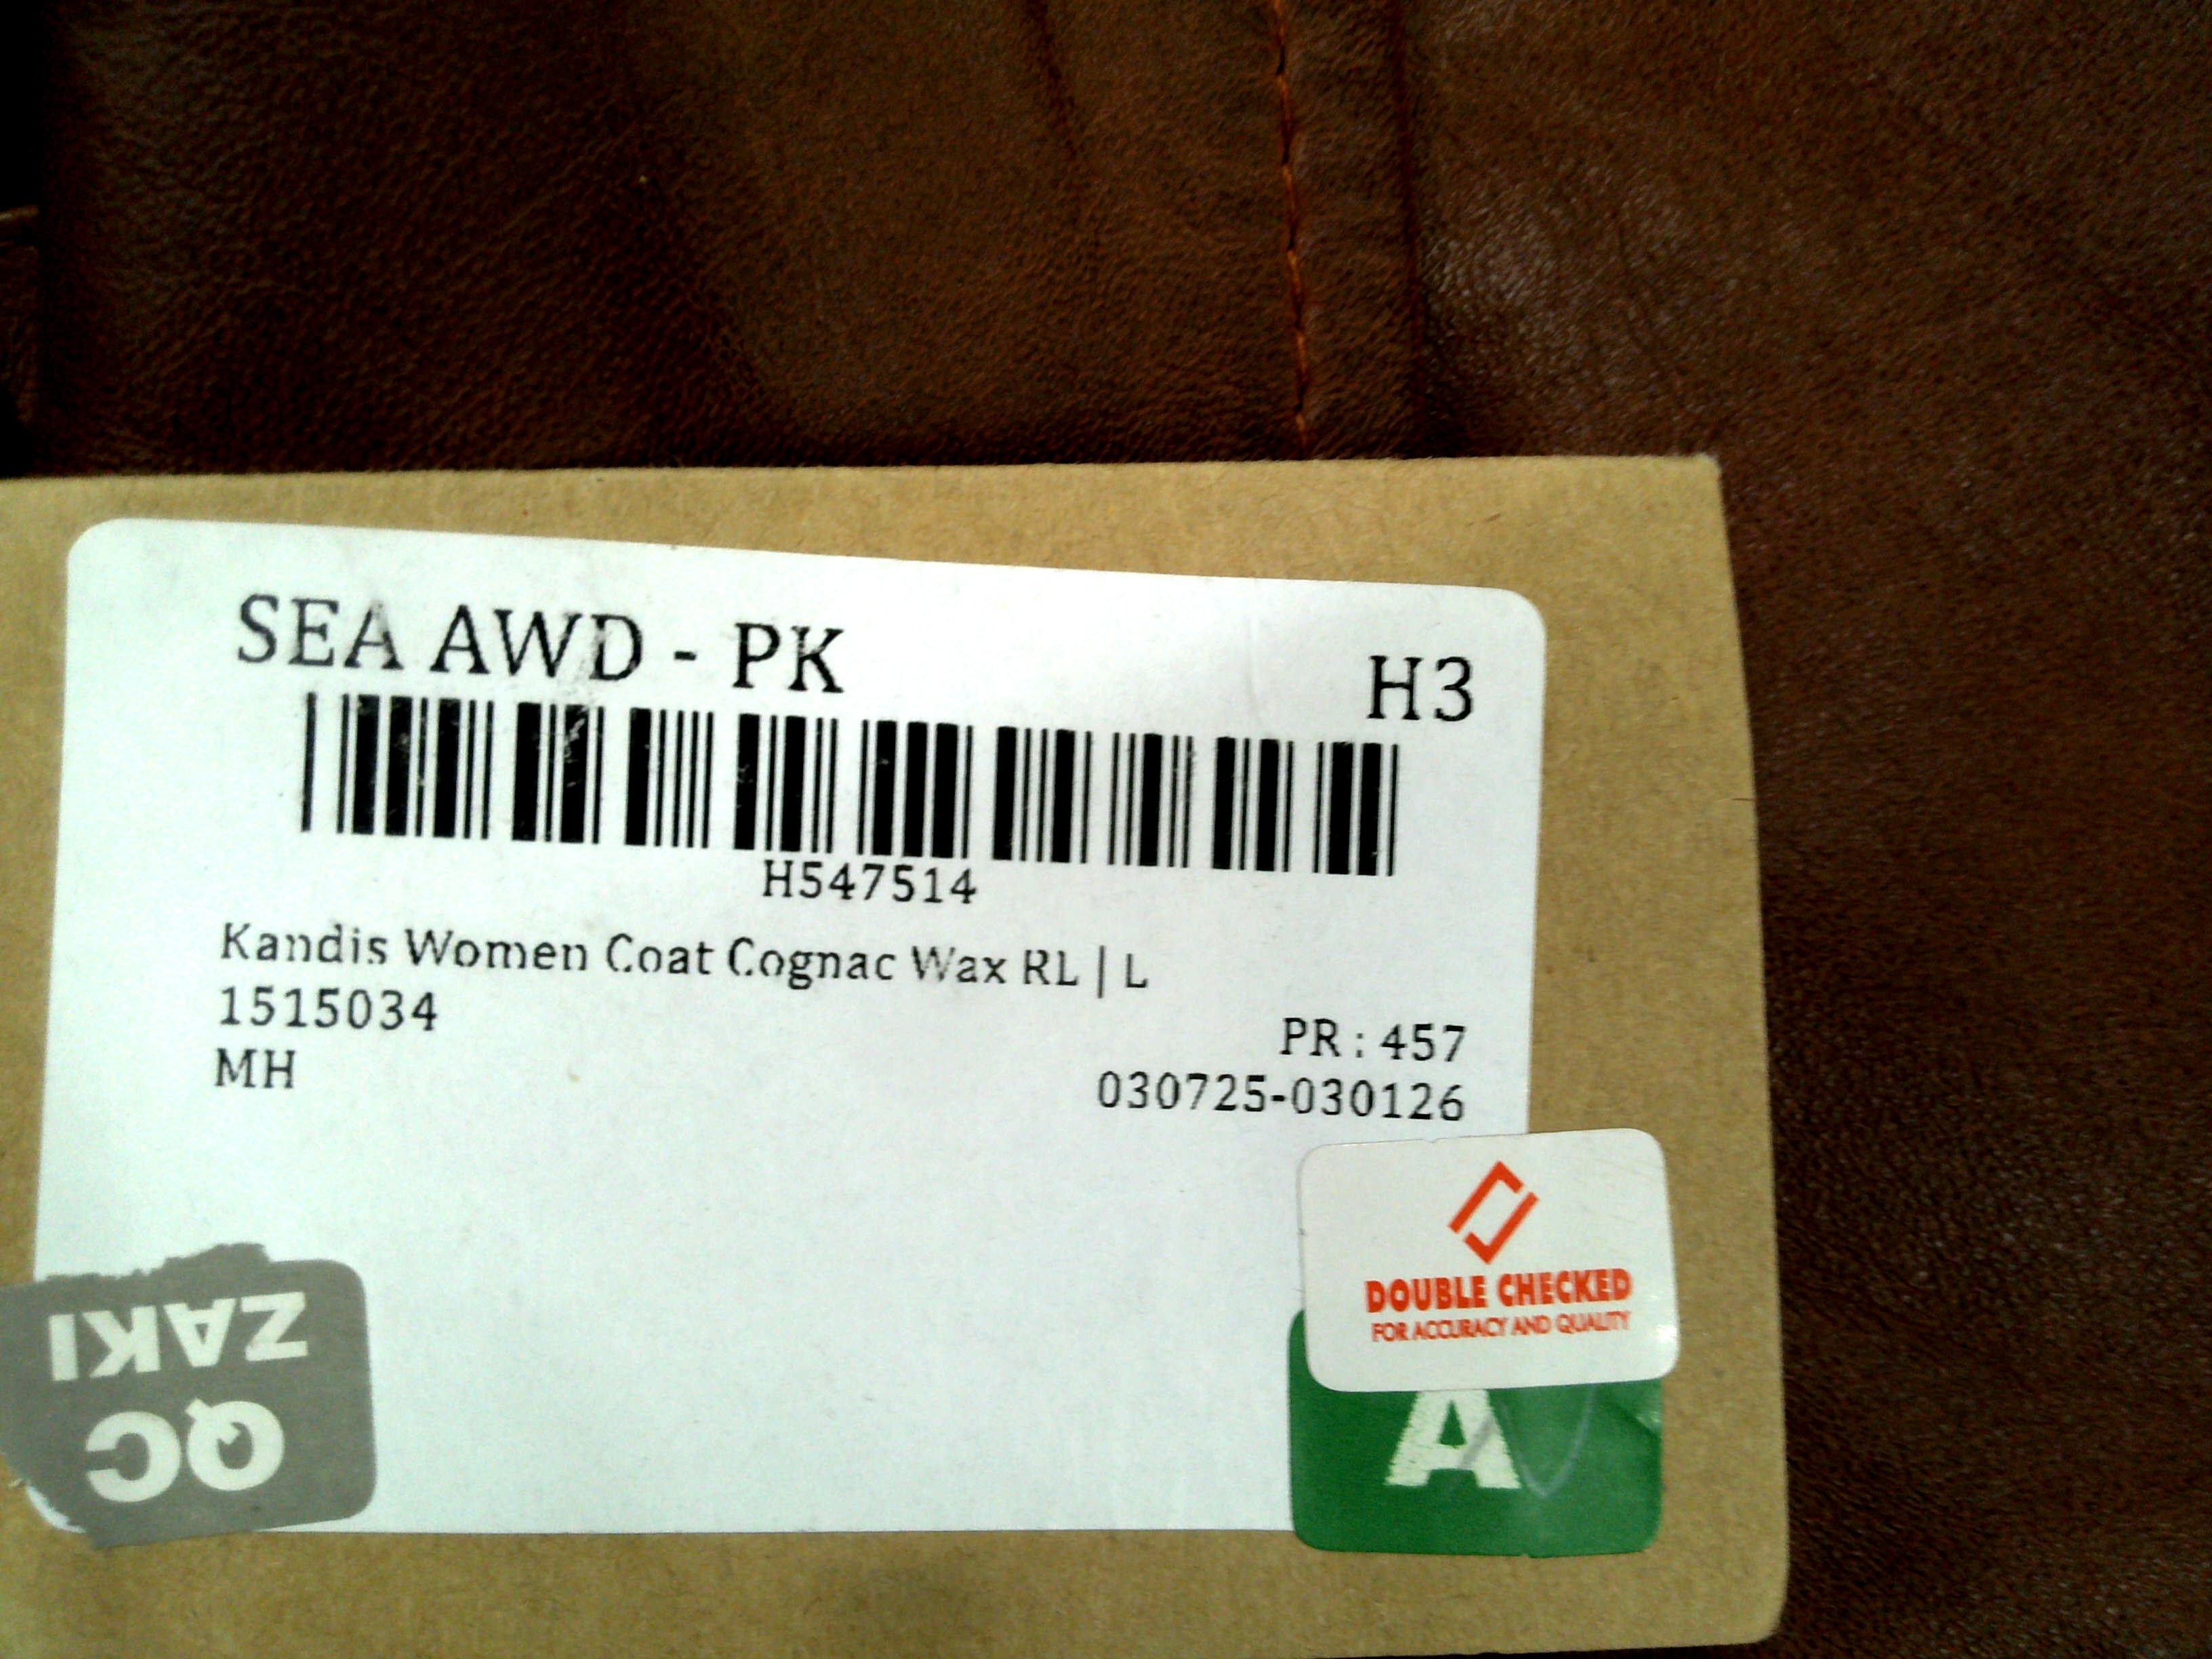 SEA AWD - PK
H3
H547514
Kandis Women Coat Cognac Wax RL | L
1515034
PR : 457
MH
030725-030126
DOUBLE CHECKED
FOR ACCURACY AND QUALITY
A
QC
ZAKI